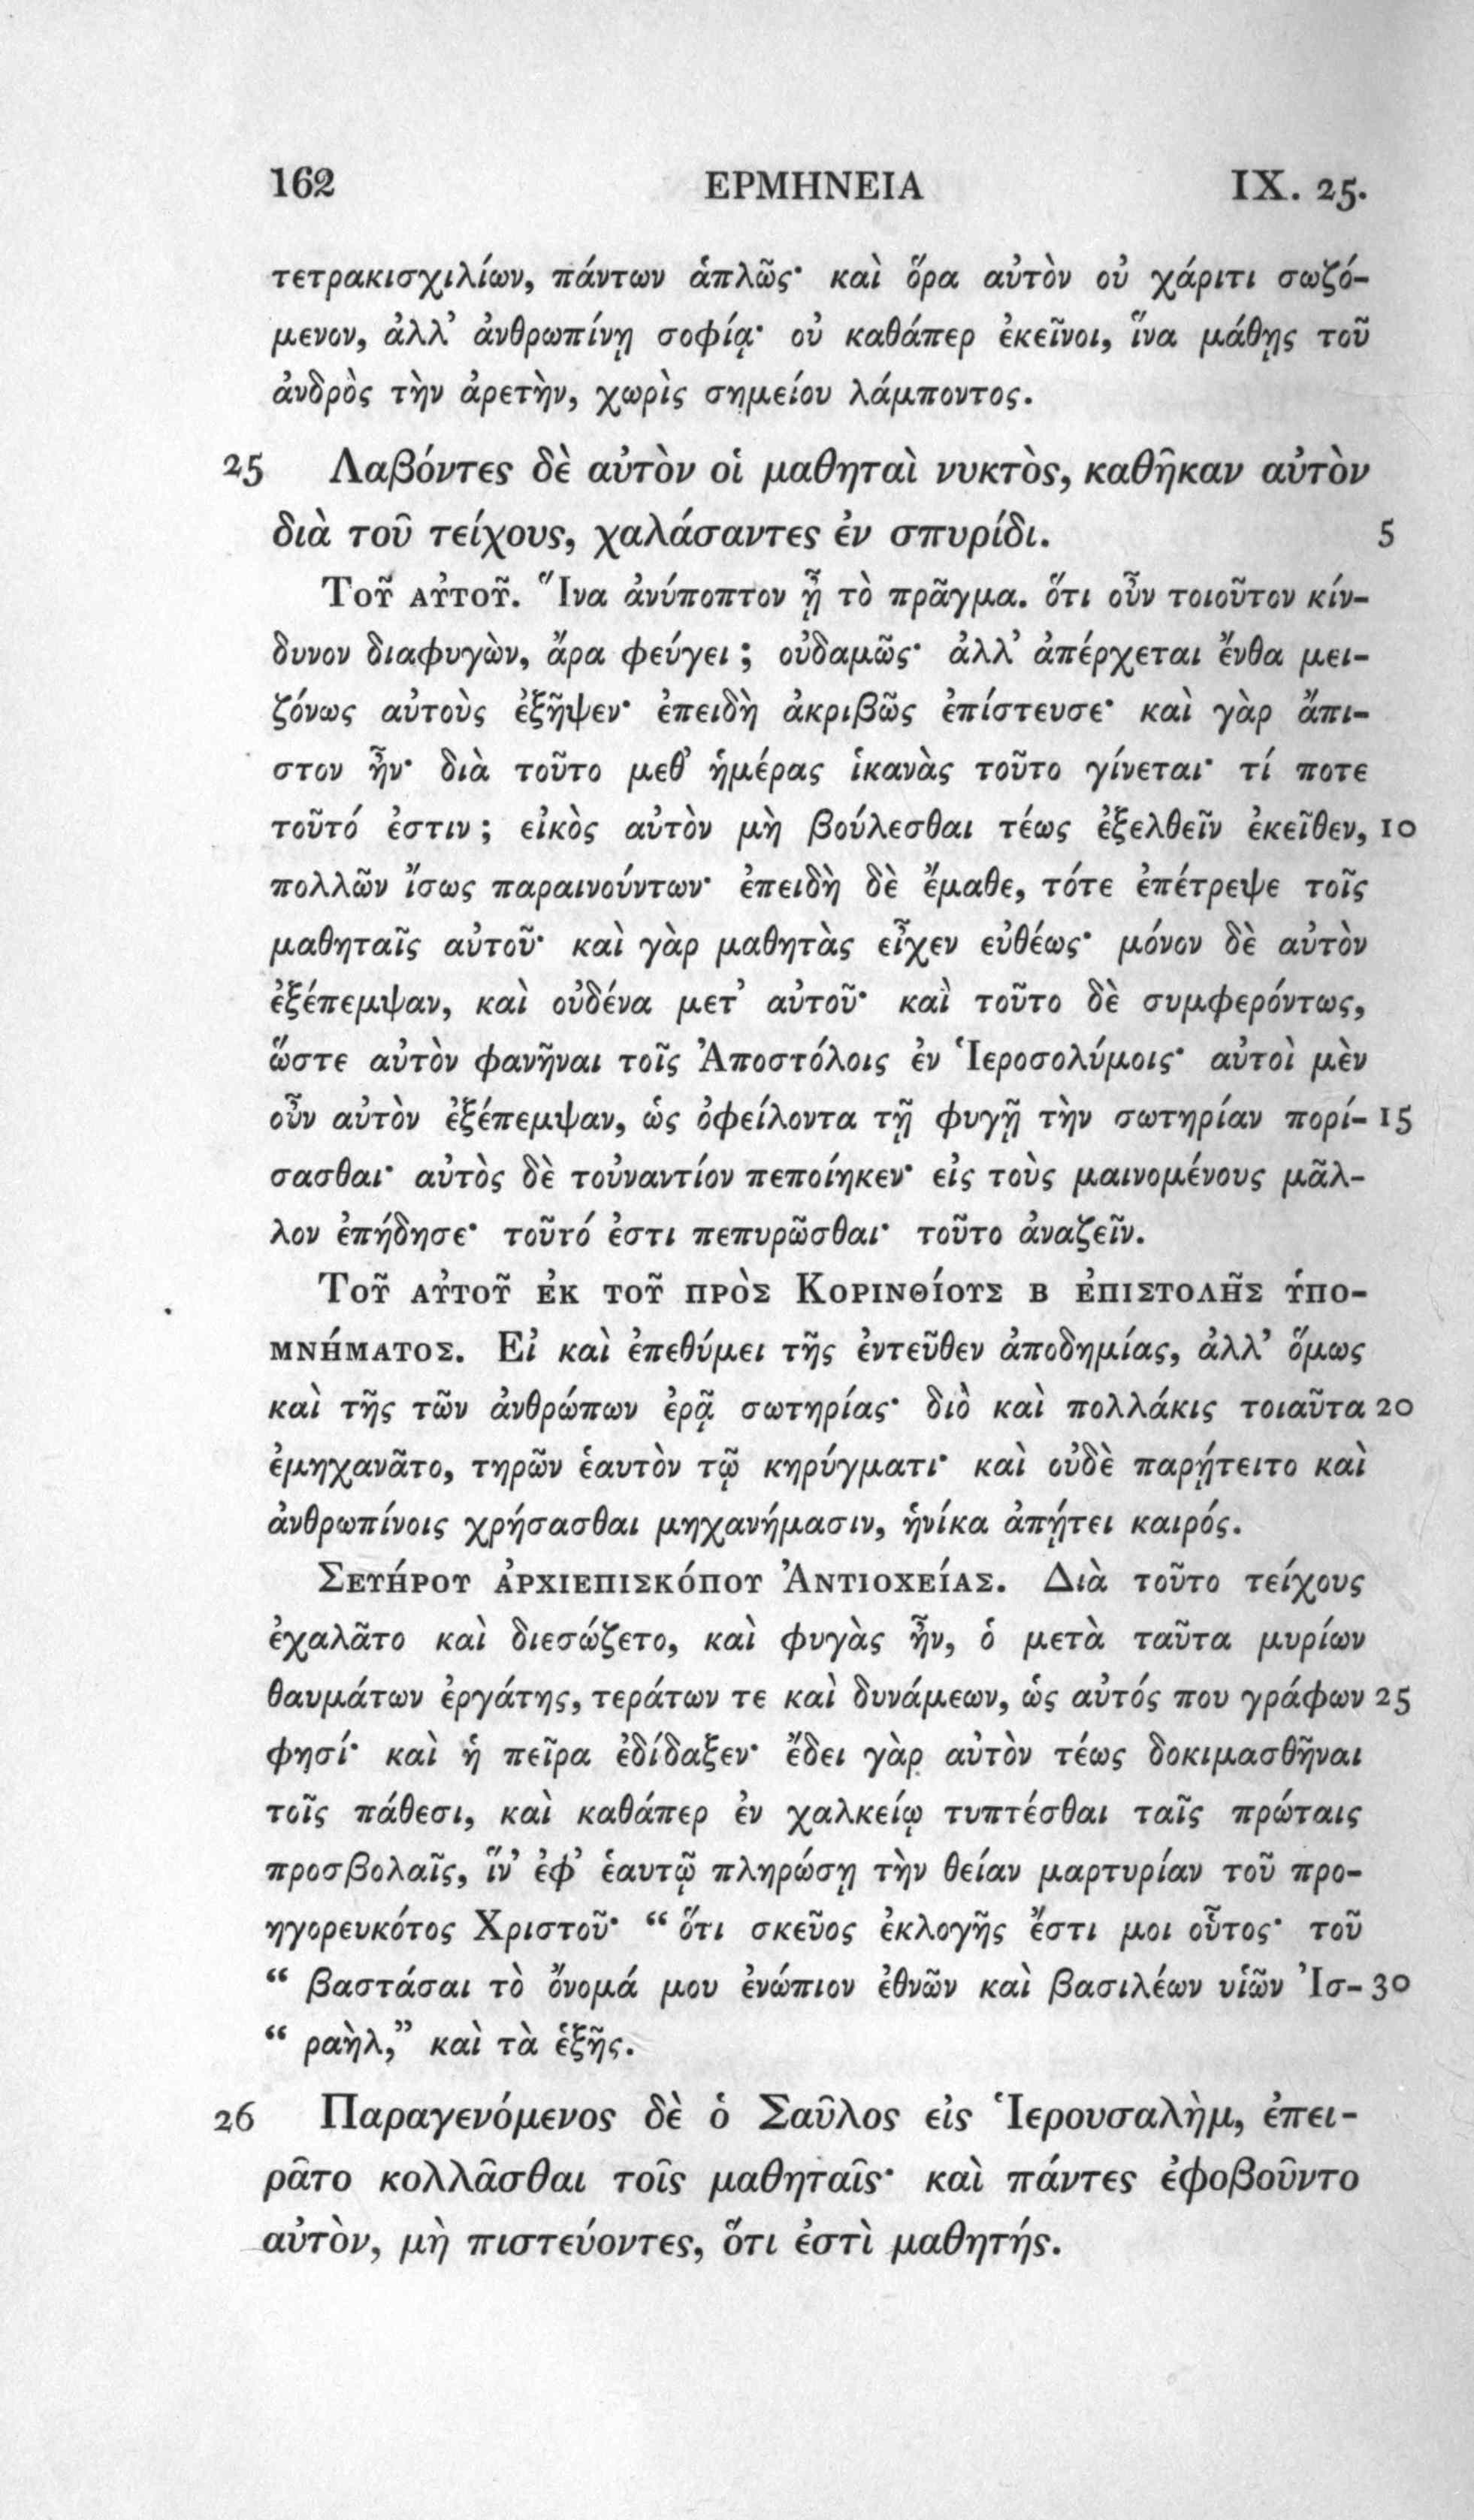 162 ΕΡΜΗΝΕΙΑ IX. 25.
τετρακισχιλίων, πάντων ἁπλῶς· καὶ ὅρα αὐτὸν οὐ χάριτι σωζό-
μενον, ἀλλ’ ἀνθρωπίνῃ σοφίᾳ· οὐ καθάπερ ἐκεῖνοι, ἵνα μάθῃς τοῦ
ἀνδρὸς τὴν ἀρετὴν, χωρὶς σημείου λάμποντος.
25 Λαβόντες δὲ αὐτὸν οἱ μαθηταὶ νυκτὸς, καθῆκαν αὐτὸν
διὰ τοῦ τείχους, χαλάσαντες ἐν σπυρίδι. 5
Τοῦ αὐτοῦ. Ἵνα ἀνύποπτον ᾖ τὸ πρᾶγμα. ὅτι οὖν τοιοῦτον κίν-
δυνον διαφυγὼν, ἄρα φεύγει; οὐδαμῶς· ἀλλ’ ἀπέρχεται ἔνθα μει-
ζόνως αὐτοὺς ἐξῆψεν· ἐπειδὴ ἀκριβῶς ἐπίστευσε· καὶ γὰρ ἄπι-
στον ἦν· διὰ τοῦτο μεθ’ ἡμέρας ἱκανὰς τοῦτο γίνεται· τί ποτε
τοῦτό ἐστιν; εἰκὸς αὐτὸν μὴ βούλεσθαι τέως ἐξελθεῖν ἐκεῖθεν, 10
πολλῶν ἴσως παραινούντων· ἐπειδὴ δὲ ἔμαθε, τότε ἐπέτρεψε τοῖς
μαθηταῖς αὐτοῦ· καὶ γὰρ μαθητὰς εἶχεν εὐθέως· μόνον δὲ αὐτὸν
ἐξέπεμψαν, καὶ οὐδένα μετ’ αὐτοῦ· καὶ τοῦτο δὲ συμφερόντως,
ὥστε αὐτὸν φανῆναι τοῖς Ἀποστόλοις ἐν Ἱεροσολύμοις· αὐτοὶ μὲν
οὖν αὐτὸν ἐξέπεμψαν, ὡς ὀφείλοντα τῇ φυγῇ τὴν σωτηρίαν πορί- 15
σασθαι· αὐτὸς δὲ τοὐναντίον πεποίηκεν· εἰς τοὺς μαινομένους μᾶλ-
λον ἐπήδησε· τοῦτό ἐστι πεπυρῶσθαι· τοῦτο ἀναζεῖν.
Τοῦ αὐτοῦ ἐκ τοῦ πρὸς Κορινθίους β ἐπιστολῆς ὑπο-
μνήματος. Εἰ καὶ ἐπεθύμει τῆς ἐντεῦθεν ἀποδημίας, ἀλλ’ ὅμως
καὶ τῆς τῶν ἀνθρώπων ἐρᾷ σωτηρίας· διὸ καὶ πολλάκις τοιαῦτα 20
ἐμηχανᾶτο, τηρῶν ἑαυτὸν τῷ κηρύγματι· καὶ οὐδὲ παρῄτειτο καὶ
ἀνθρωπίνοις χρήσασθαι μηχανήμασιν, ἡνίκα ἀπῄτει καιρός.
Σευήρου ἀρχιεπισκόπου Ἀντιοχείας. Διὰ τοῦτο τείχους
ἐχαλᾶτο καὶ διεσώζετο, καὶ φυγὰς ἦν, ὁ μετὰ ταῦτα μυρίων
θαυμάτων ἐργάτης, τεράτων τε καὶ δυνάμεων, ὡς αὐτός που γράφων 25
φησί· καὶ ἡ πεῖρα ἐδίδαξεν· ἔδει γὰρ αὐτὸν τέως δοκιμασθῆναι
τοῖς πάθεσι, καὶ καθάπερ ἐν χαλκείῳ τυπτέσθαι ταῖς πρώταις
προσβολαῖς, ἵν’ ἐφ’ ἑαυτῷ πληρώσῃ τὴν θείαν μαρτυρίαν τοῦ προ-
ηγορευκότος Χριστοῦ· “ ὅτι σκεῦος ἐκλογῆς ἔστι μοι οὗτος· τοῦ
“ βαστάσαι τὸ ὄνομά μου ἐνώπιον ἐθνῶν καὶ βασιλέων υἱῶν Ἰσ- 30
“ ραὴλ,” καὶ τὰ ἑξῆς.
26 Παραγενόμενος δὲ ὁ Σαῦλος εἰς Ἱερουσαλὴμ, ἐπει-
ρᾶτο κολλᾶσθαι τοῖς μαθηταῖς· καὶ πάντες ἐφοβοῦντο
αὐτὸν, μὴ πιστεύοντες, ὅτι ἐστὶ μαθητής.